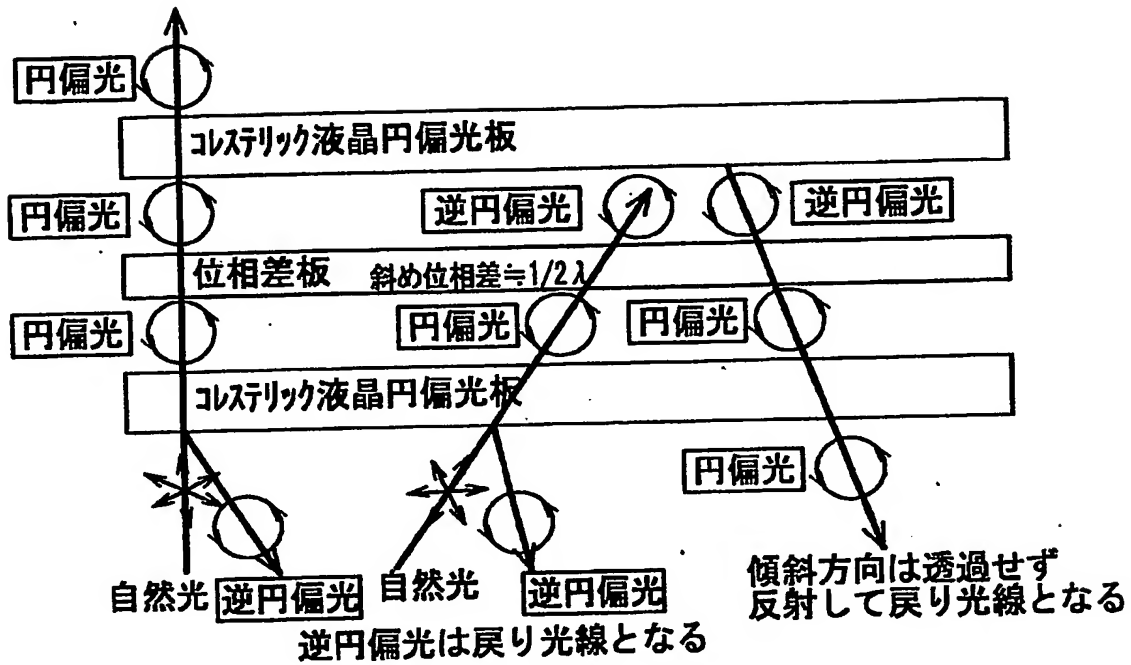 円偏光
コレステリック液晶円偏光板
円偏光
逆円偏光
逆円偏光
位相差板 斜め位相差≒1/2λ
円偏光
円偏光
円偏光
コレステリック液晶円偏光板
円偏光
自然光
逆円偏光
自然光
逆円偏光
逆円偏光は戻り光線となる
傾斜方向は透過せず
反射して戻り光線となる